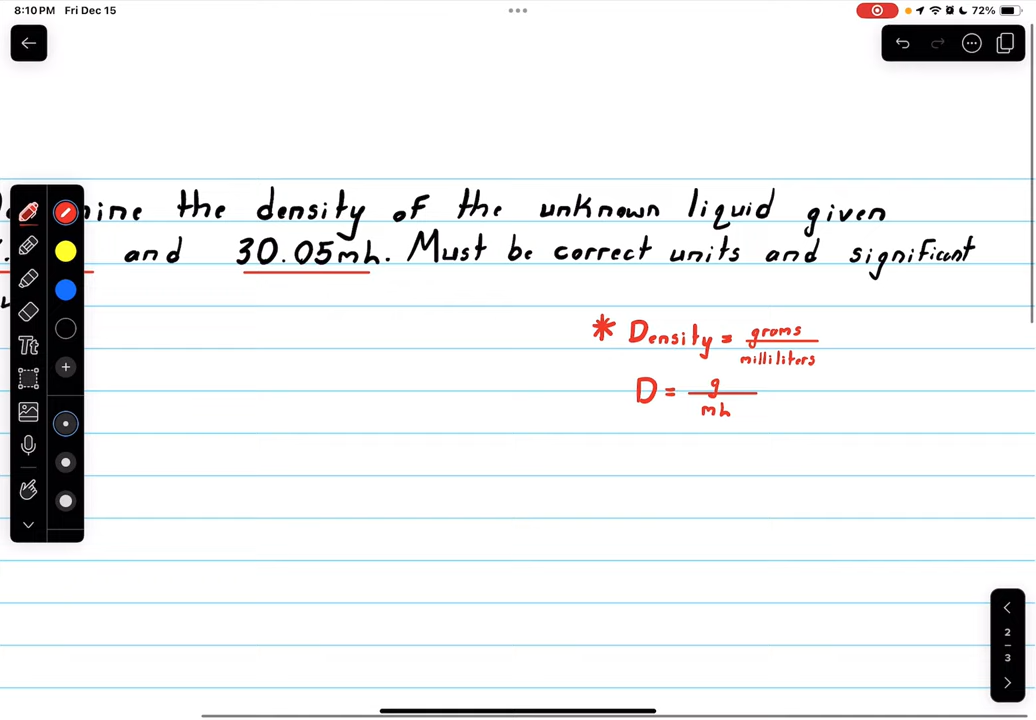 8:10 PM Fri Dec 15
72%
Tt
the density of the unknown liquid given
and 30.05mL. Must be correct units and significant
* Density = grams
milliliters
D = g
mL
2
3